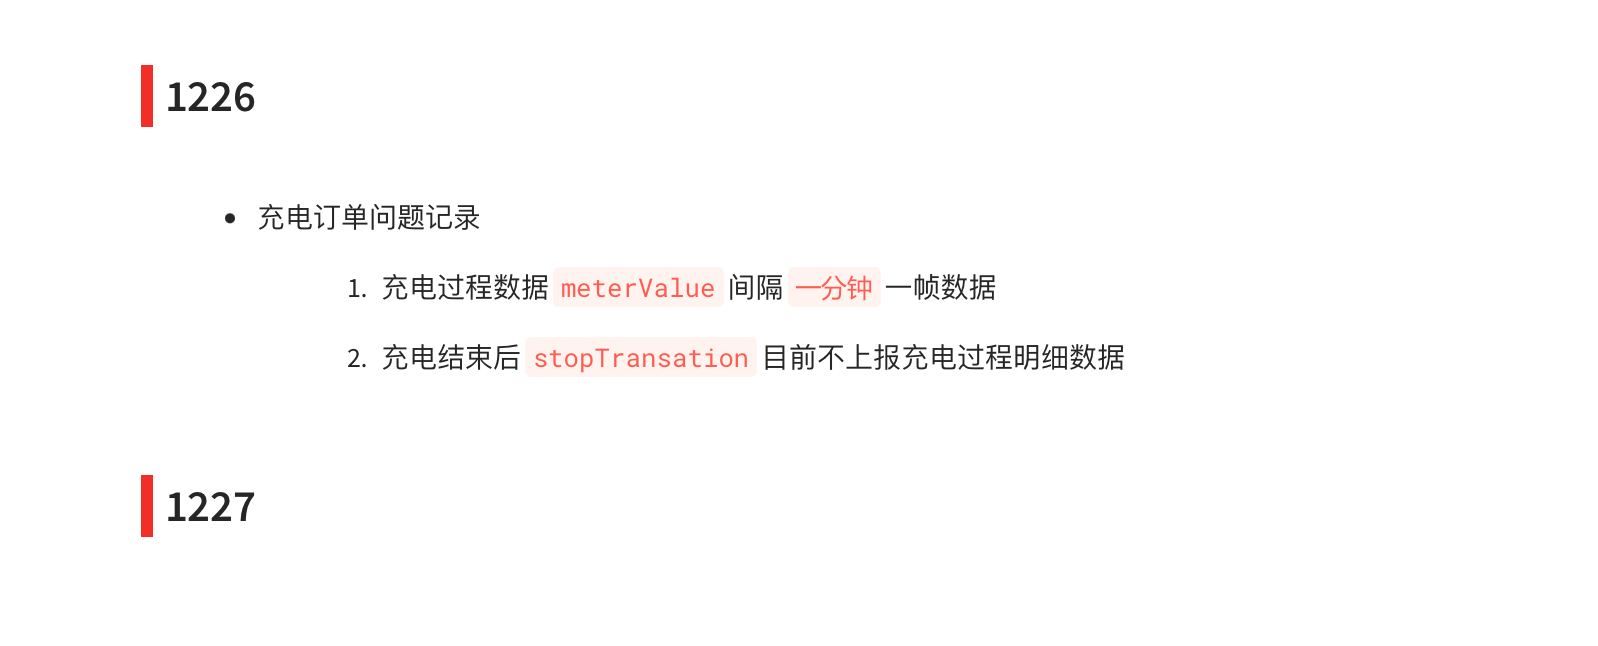 1226
• 充电订单问题记录
1. 充电过程数据 meterValue 间隔 一分钟 一帧数据
2. 充电结束后 stopTransation 目前不上报充电过程明细数据
1227